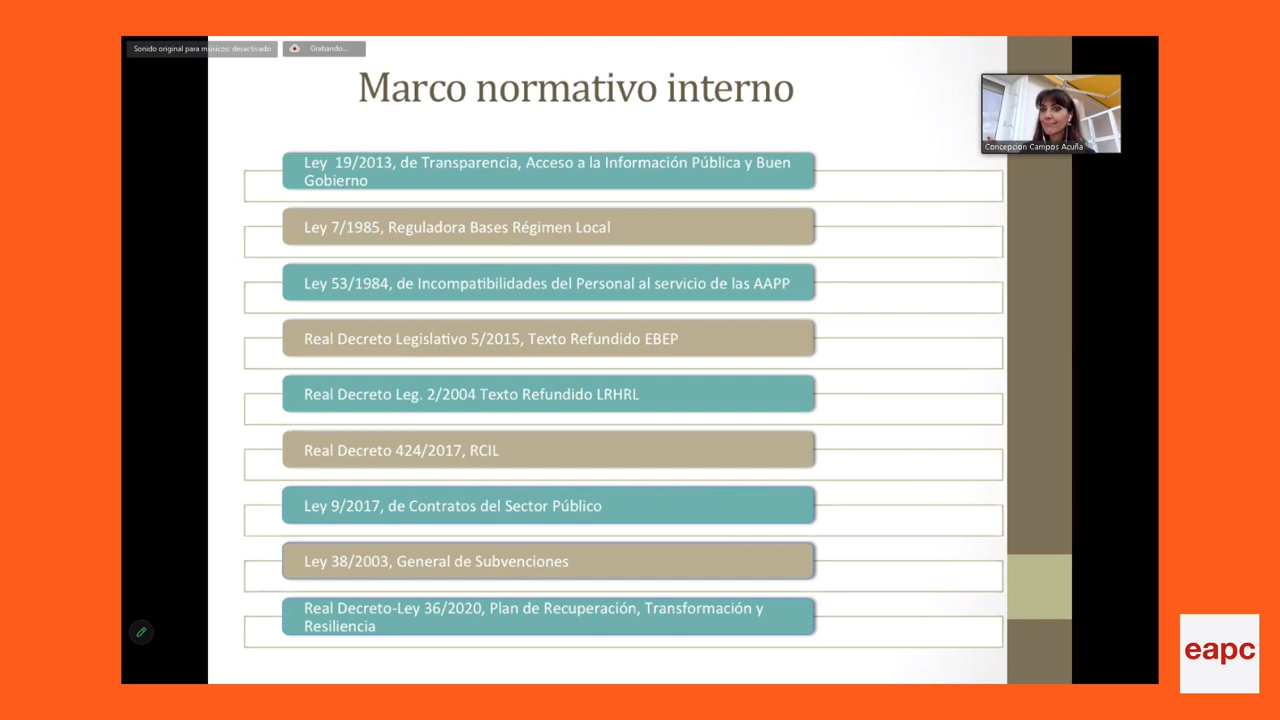 Sonido original para músicos: desactivado
Grabando...
Marco normativo interno
Concepcion Campos Acuña
Ley 19/2013, de Transparencia, Acceso a la Información Pública y Buen
Gobierno
Ley 7/1985, Reguladora Bases Régimen Local
Ley 53/1984, de Incompatibilidades del Personal al servicio de las AAPP
Real Decreto Legislativo 5/2015, Texto Refundido EBEP
Real Decreto Leg. 2/2004 Texto Refundido LRHRL
Real Decreto 424/2017, RCIL
Ley 9/2017, de Contratos del Sector Público
Ley 38/2003, General de Subvenciones
Real Decreto-Ley 36/2020, Plan de Recuperación, Transformación y
Resiliencia
eapc